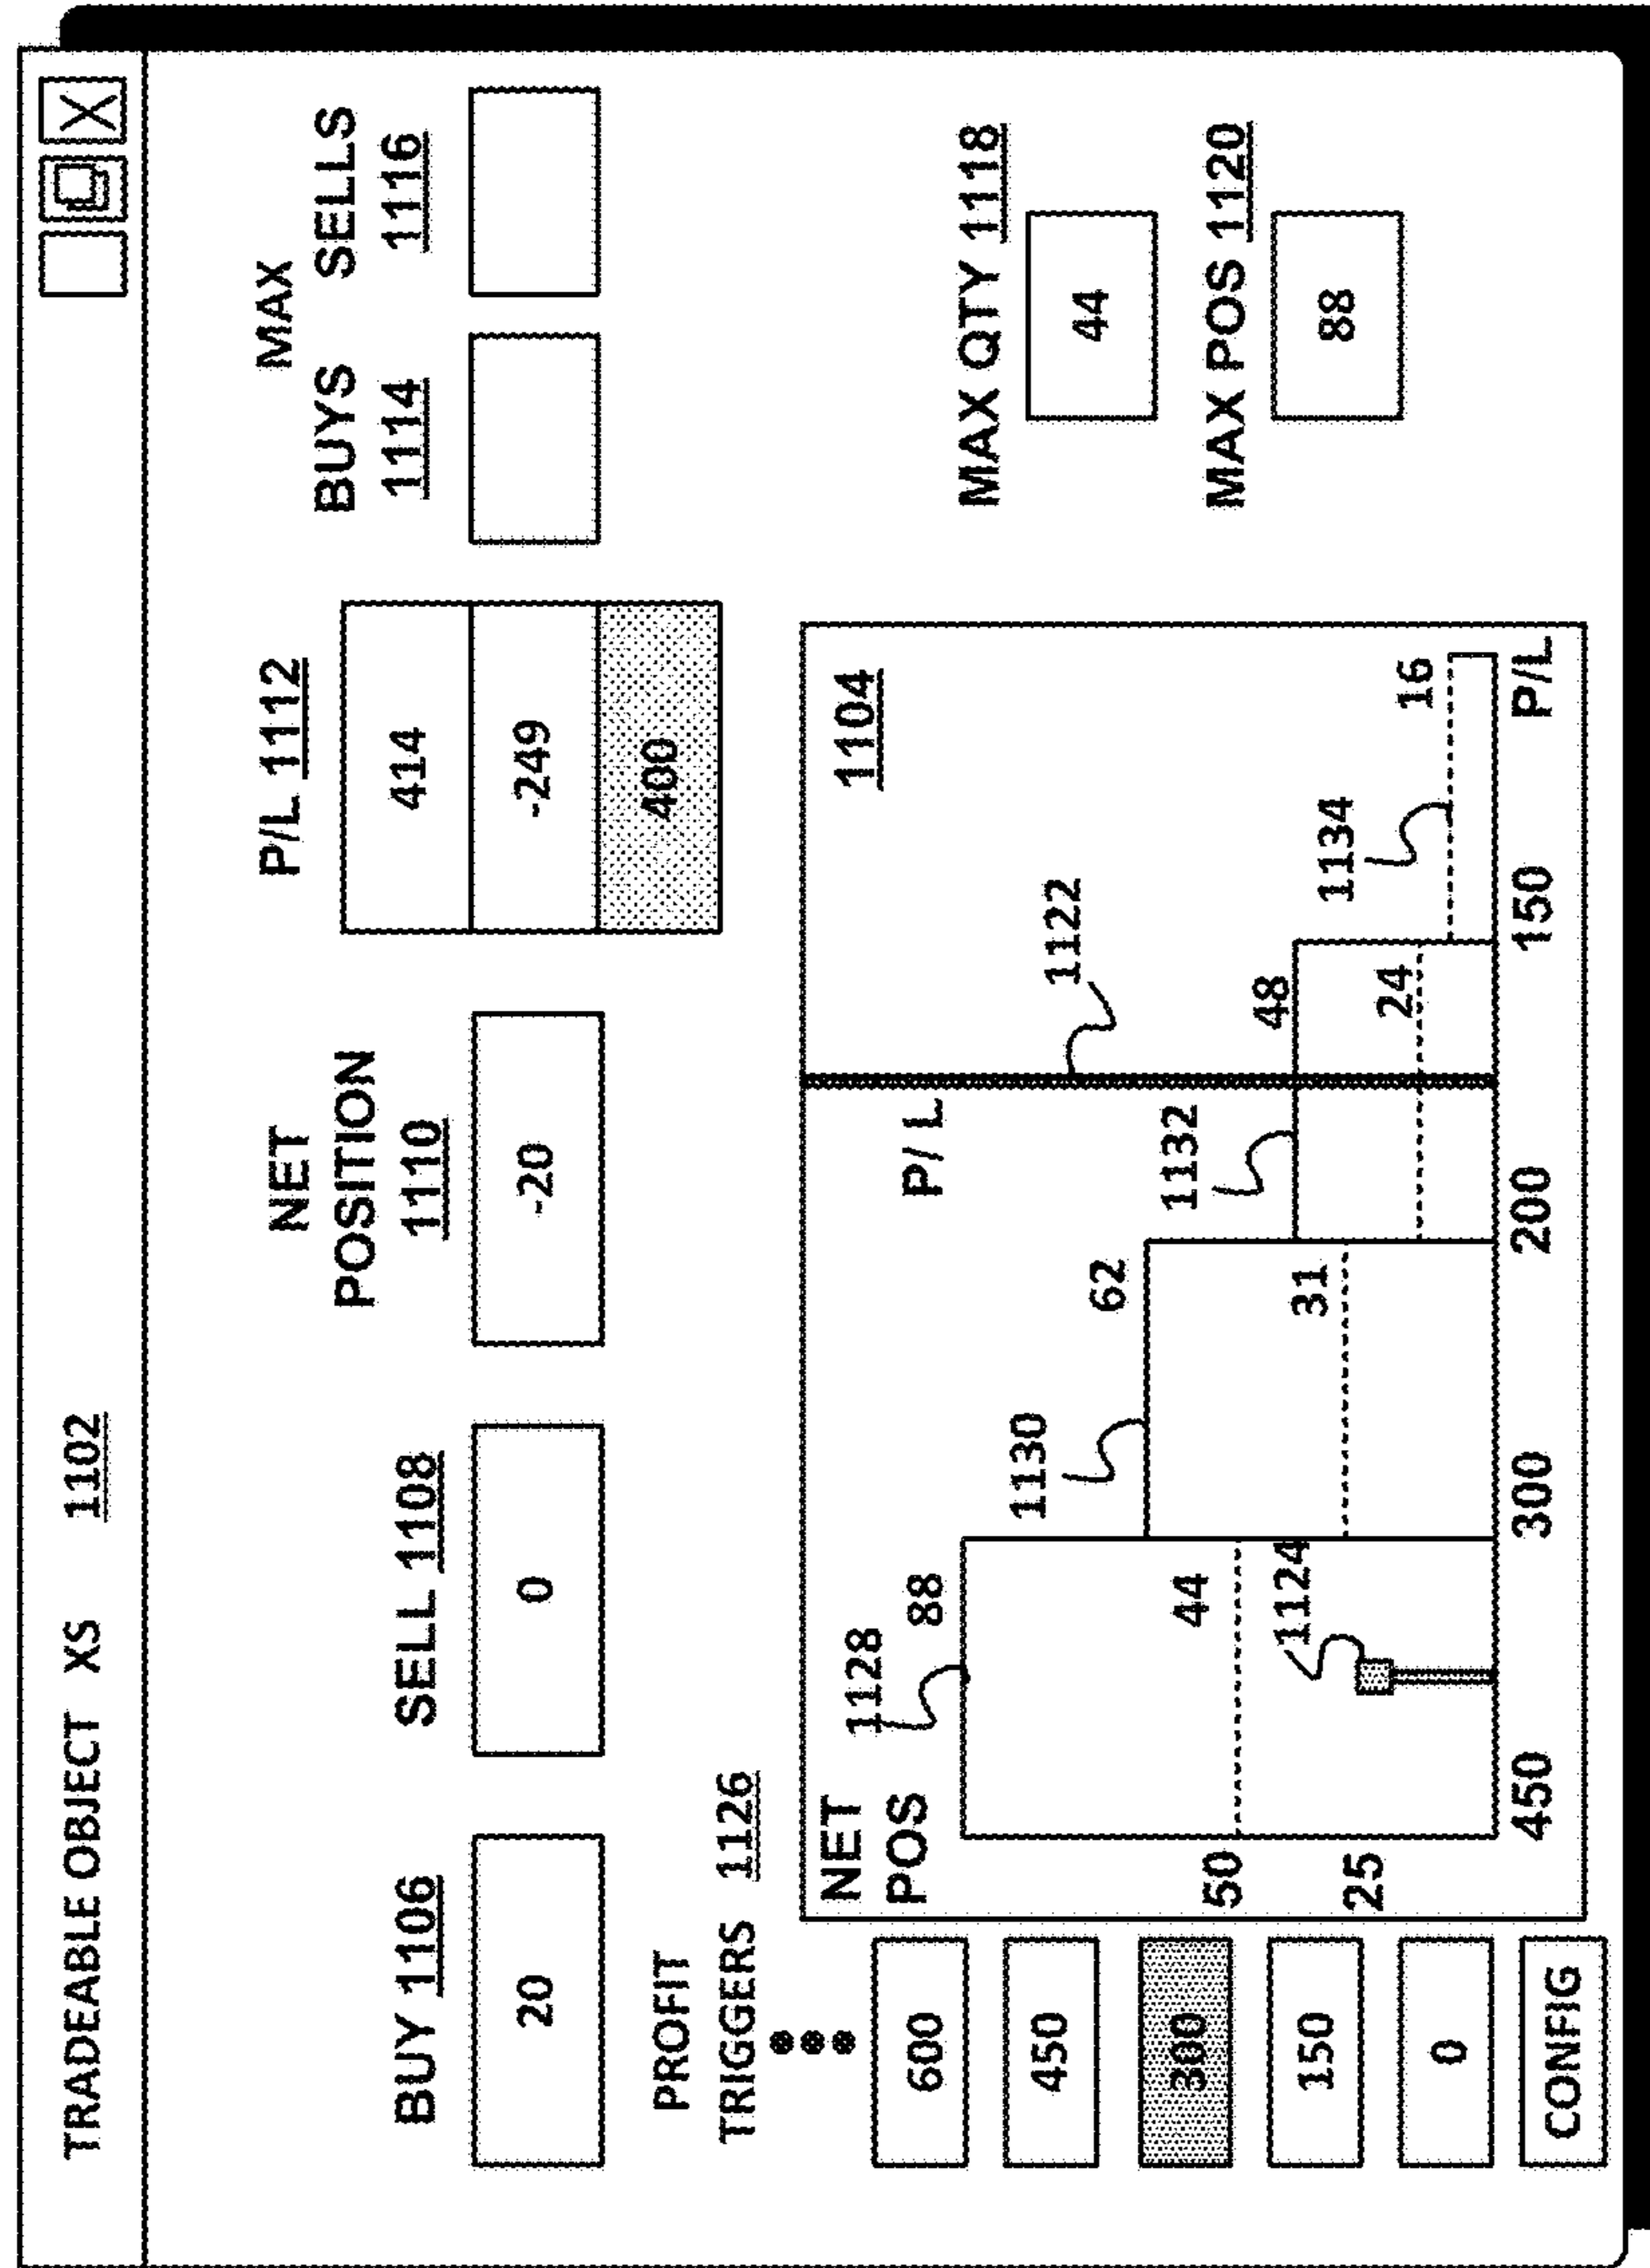 TRADEABLE OBJECT XS 1102
X
BUY 1106
20
SELL 1108
0
NET
POSITION
1110
-20
P/L 1112
414
-249
400
MAX
BUYS SELLS
1114 1116
PROFIT
TRIGGERS 1126
600
450
300
150
0
CONFIG
NET
POS
50
25
1128
88
44
1124
1130
62
31
P/ L
1132
1122
48
24
1104
1134
16
450 300 200 150 P/L
MAX QTY 1118
44
MAX POS 1120
88